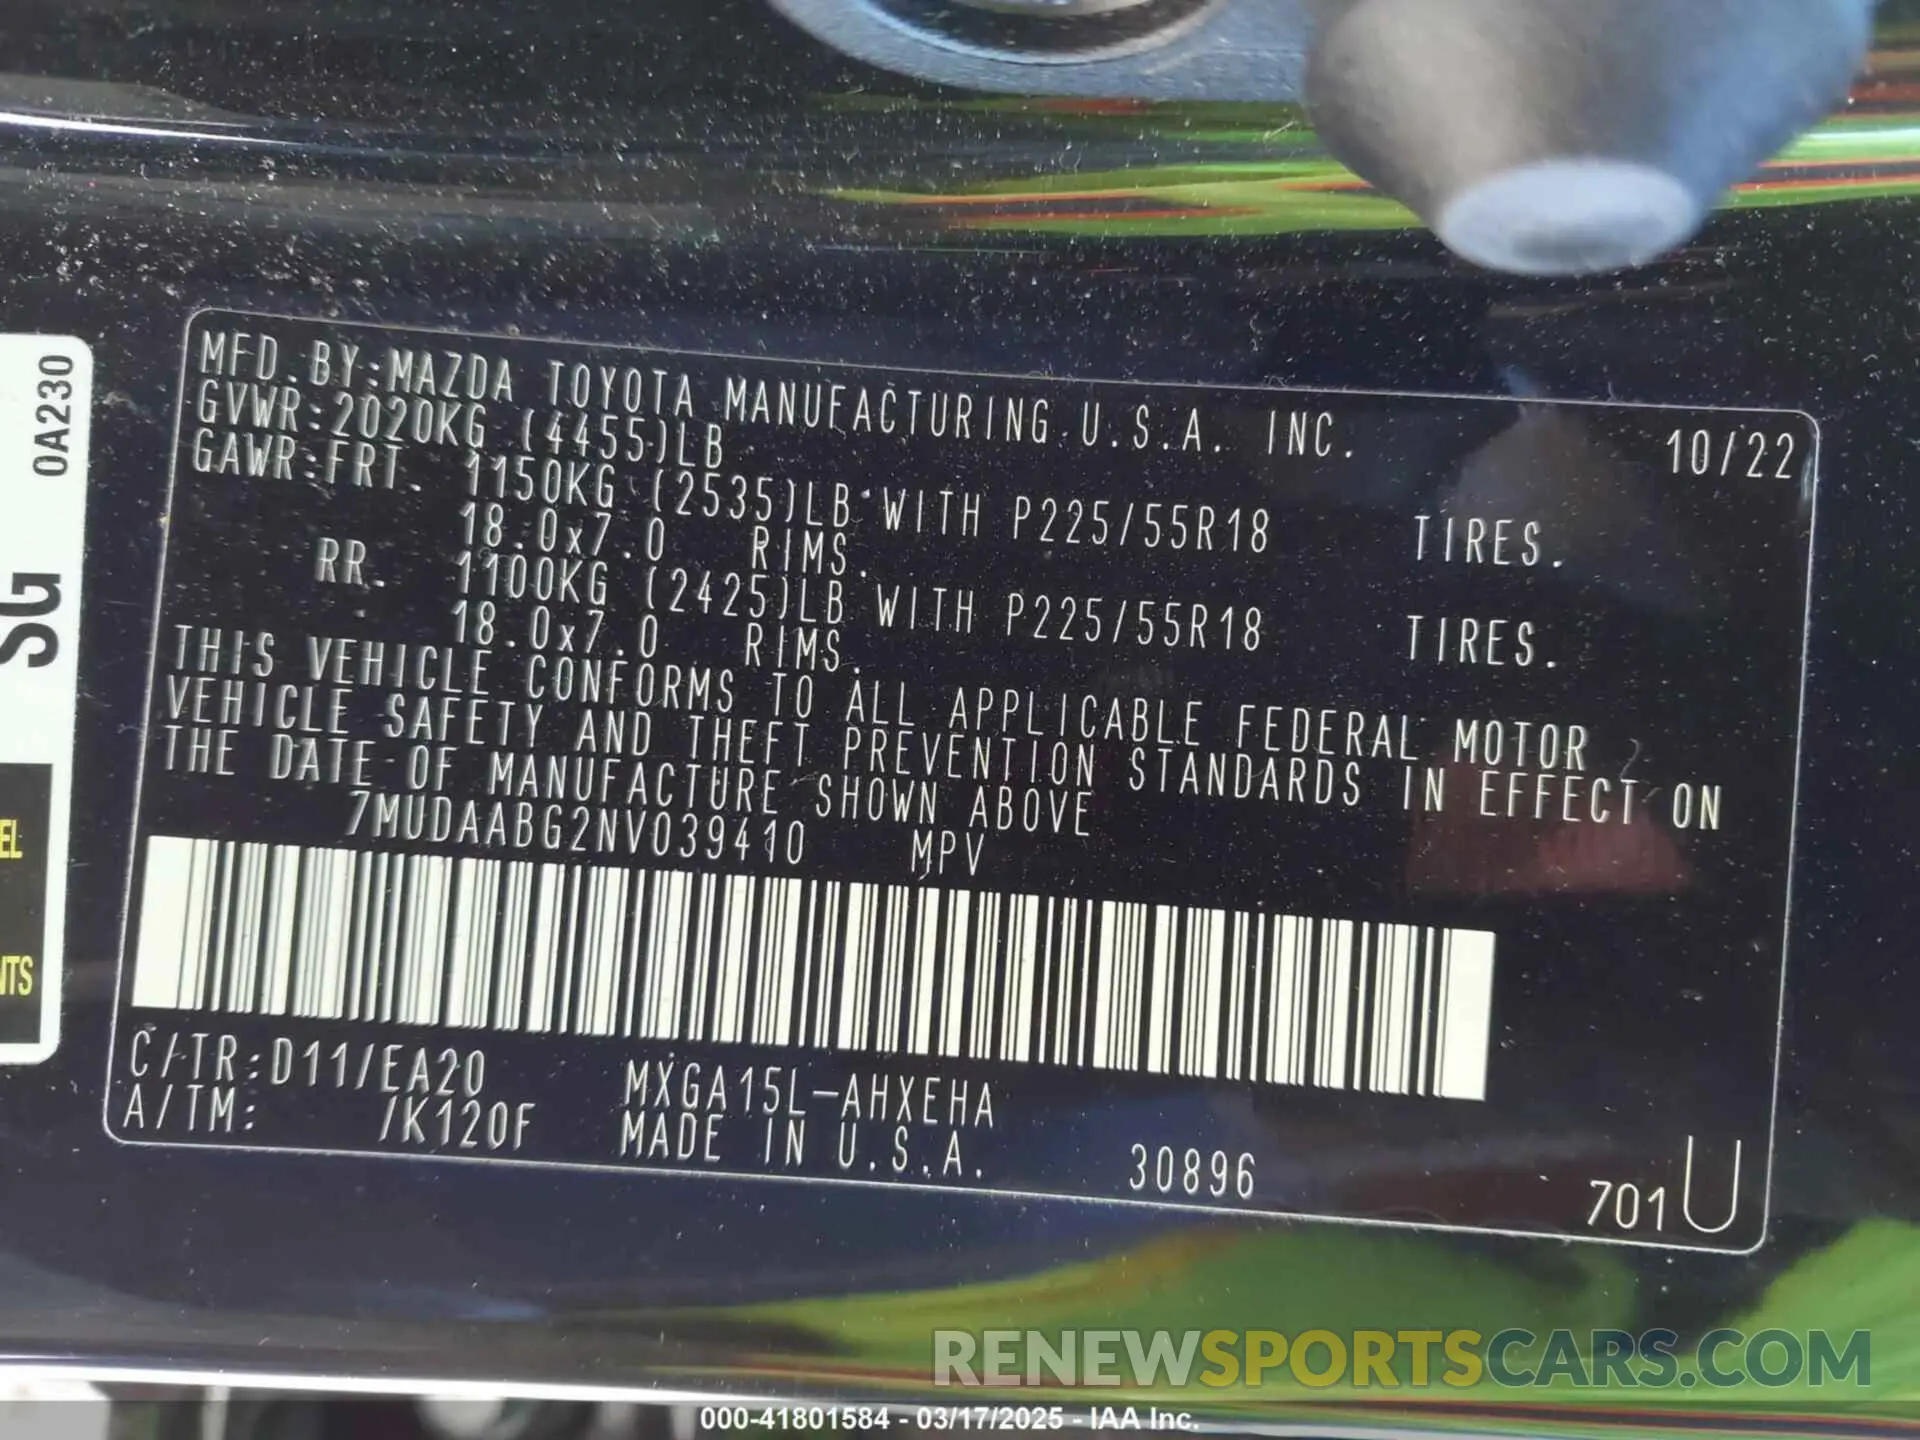 0A230
SG
EL
NTS
MFD.BY:MAZDA TOYOTA MANUFACTURING U.S.A. INC. 10/22
GVWR:2020KG (4455)LB
GAWR:FRT. 1150KG (2535)LB WITH P225/55R18 TIRES.
18.0x7.0 RIMS.
RR. 1100KG (2425)LB WITH P225/55R18 TIRES.
18.0x7.0 RIMS.
THIS VEHICLE CONFORMS TO ALL APPLICABLE FEDERAL MOTOR
VEHICLE SAFETY AND THEFT PREVENTION STANDARDS IN EFFECT ON
THE DATE OF MANUFACTURE SHOWN ABOVE
7MUDAABG2NV039410 MPV
C/TR:D11/EA20 MXGA15L-AHXEHA
A/TM: /K120F MADE IN U.S.A. 30896 701U
RENEWSPORTSCARS.COM
000-41801584 - 03/17/2025 - IAA Inc.